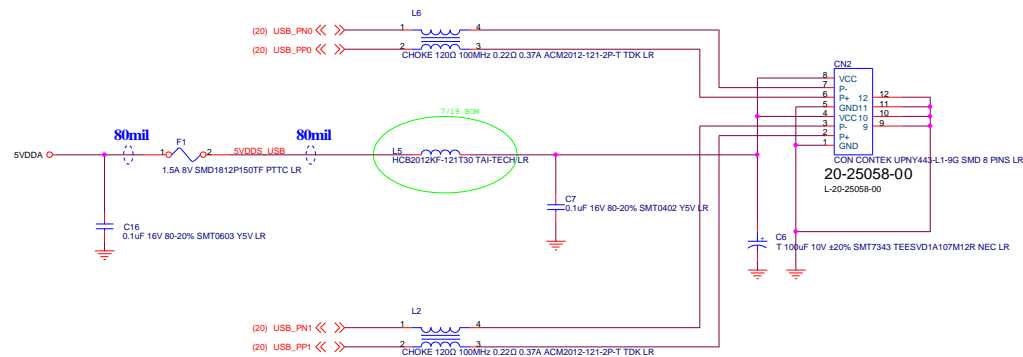 L6
(20) USB_PN0 1 4
(20) USB_PP0 2 3
CHOKE 120Ω 100MHz 0.22Ω 0.37A ACM2012-121-2P-T TDK LR
CN2
8 VCC
7 P-
6 P+ 12 12
5 GND11 11
4 VCC 10 10
3 P- 9 9
2 P+
1 GND
CON CONTEK UPNY443-L1-9G SMD 8 PINS LR
20-25058-00
L-20-25058-00
7/19 BOM
80mil
80mil
5VDDA
F1
1 2
5VDDS_USB
1.5A 8V SMD1812P150TF PTTC LR
L5
HCB2012KF-121T30 TAI-TECH LR
C7
0.1uF 16V 80-20% SMT0402 Y5V LR
C16
0.1uF 16V 80-20% SMT0603 Y5V LR
C6
+
T 100uF 10V ±20% SMT7343 TEESVD1A107M12R NEC LR
L2
(20) USB_PN1 1 4
(20) USB_PP1 2 3
CHOKE 120Ω 100MHz 0.22Ω 0.37A ACM2012-121-2P-T TDK LR